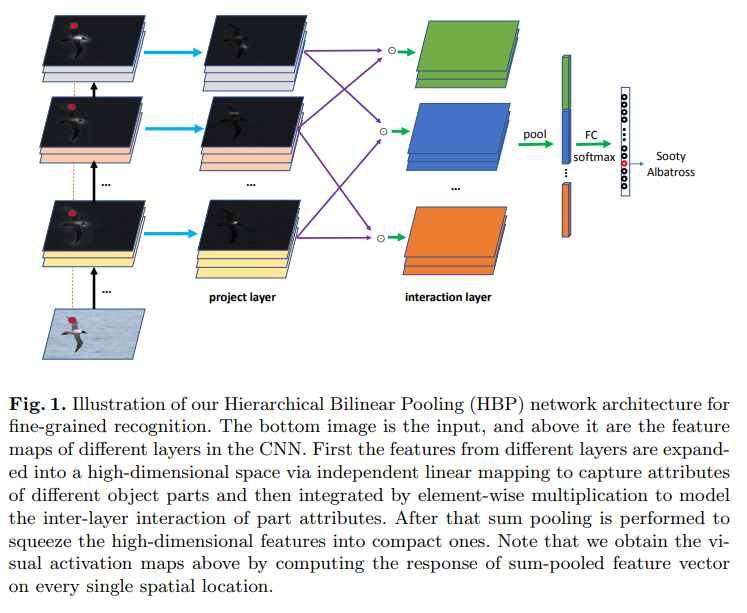 ...
...
...
...
...
project layer
interaction layer
pool
FC
softmax
...
...
Sooty
Albatross
Fig. 1. Illustration of our Hierarchical Bilinear Pooling (HBP) network architecture for
fine-grained recognition. The bottom image is the input, and above it are the feature
maps of different layers in the CNN. First the features from different layers are expand-
ed into a high-dimensional space via independent linear mapping to capture attributes
of different object parts and then integrated by element-wise multiplication to model
the inter-layer interaction of part attributes. After that sum pooling is performed to
squeeze the high-dimensional features into compact ones. Note that we obtain the vi-
sual activation maps above by computing the response of sum-pooled feature vector
on every single spatial location.